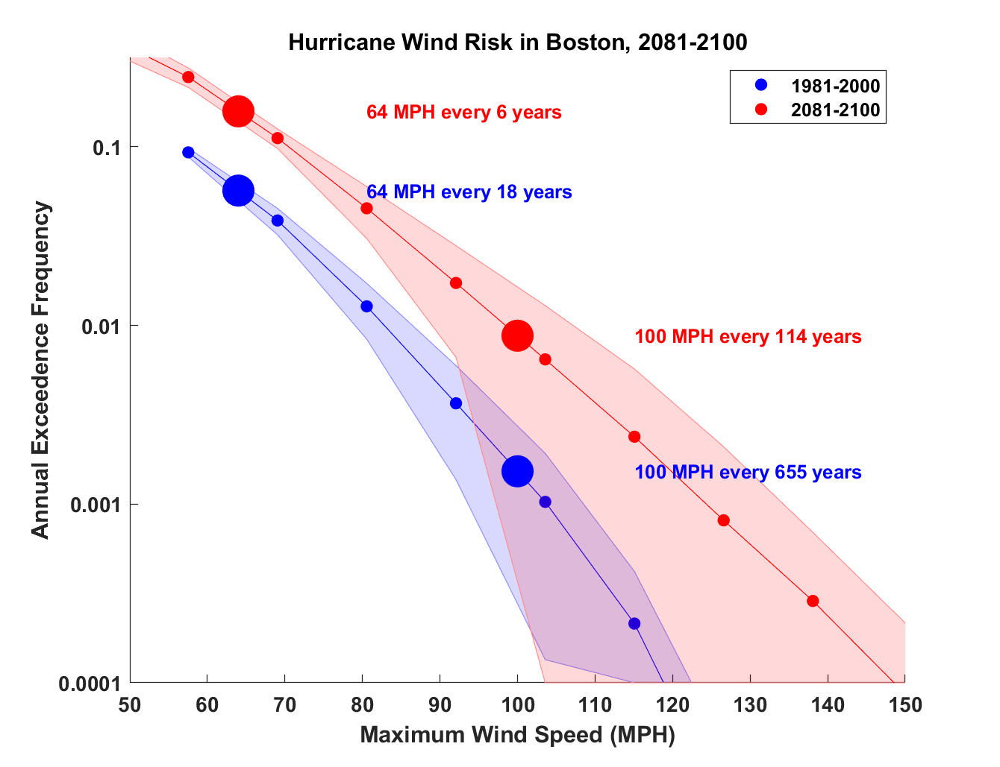 Hurricane Wind Risk in Boston, 2081-2100
1981-2000
2081-2100
64 MPH every 6 years
64 MPH every 18 years
100 MPH every 114 years
100 MPH every 655 years
Annual Exceedence Frequency
0.1
0.01
0.001
0.0001
50 60 70 80 90 100 110 120 130 140 150
Maximum Wind Speed (MPH)